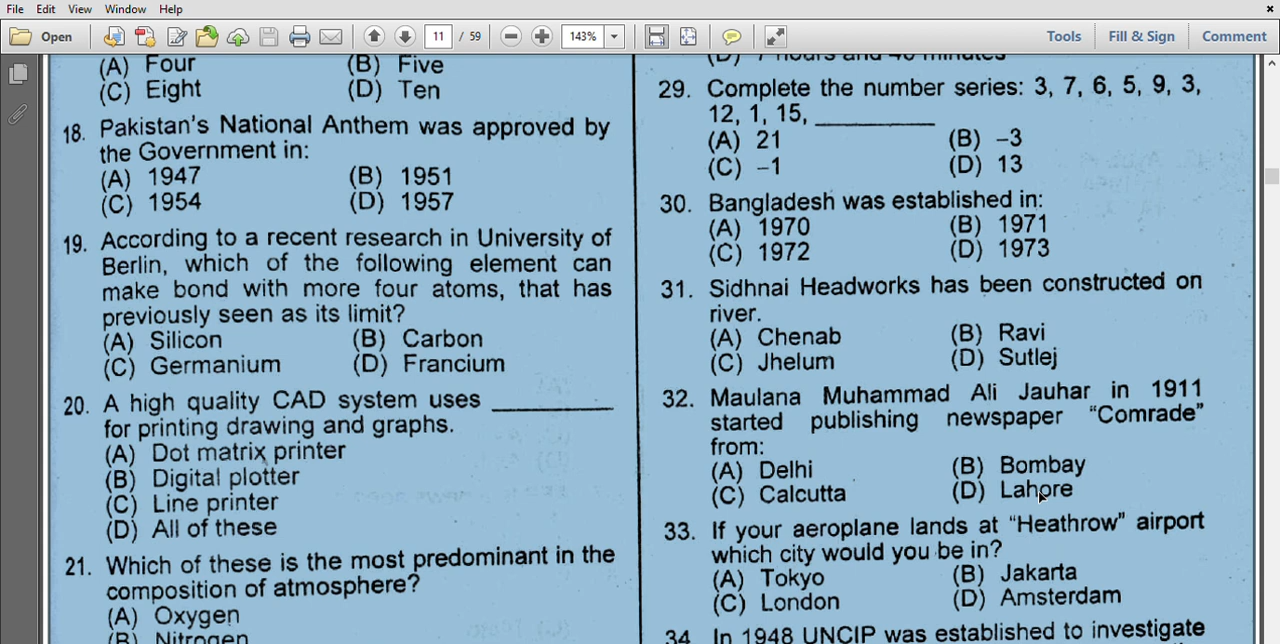 File Edit View Window Help
Open 11 / 59 143% Tools Fill & Sign Comment
(A) Four (B) Five
(C) Eight (D) Ten
18. Pakistan's National Anthem was approved by
the Government in:
(A) 1947 (B) 1951
(C) 1954 (D) 1957
19. According to a recent research in University of
Berlin, which of the following element can
make bond with more four atoms, that has
previously seen as its limit?
(A) Silicon (B) Carbon
(C) Germanium (D) Francium
20. A high quality CAD system uses __________
for printing drawing and graphs.
(A) Dot matrix printer
(B) Digital plotter
(C) Line printer
(D) All of these
21. Which of these is the most predominant in the
composition of atmosphere?
(A) Oxygen
(B) Nitrogen
(D) 7 hours and 40 minutes
29. Complete the number series: 3, 7, 6, 5, 9, 3,
12, 1, 15, __________
(A) 21 (B) –3
(C) –1 (D) 13
30. Bangladesh was established in:
(A) 1970 (B) 1971
(C) 1972 (D) 1973
31. Sidhnai Headworks has been constructed on
river.
(A) Chenab (B) Ravi
(C) Jhelum (D) Sutlej
32. Maulana Muhammad Ali Jauhar in 1911
started publishing newspaper "Comrade"
from:
(A) Delhi (B) Bombay
(C) Calcutta (D) Lahore
33. If your aeroplane lands at "Heathrow" airport
which city would you be in?
(A) Tokyo (B) Jakarta
(C) London (D) Amsterdam
34. In 1948 UNCIP was established to investigate